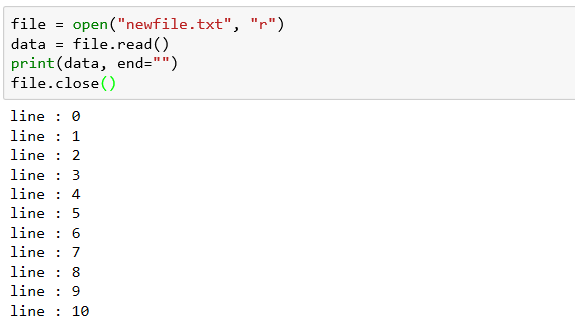 file = open("newfile.txt", "r")
data = file.read()
print(data, end="")
file.close()
line : 0
line : 1
line : 2
line : 3
line : 4
line : 5
line : 6
line : 7
line : 8
line : 9
line : 10